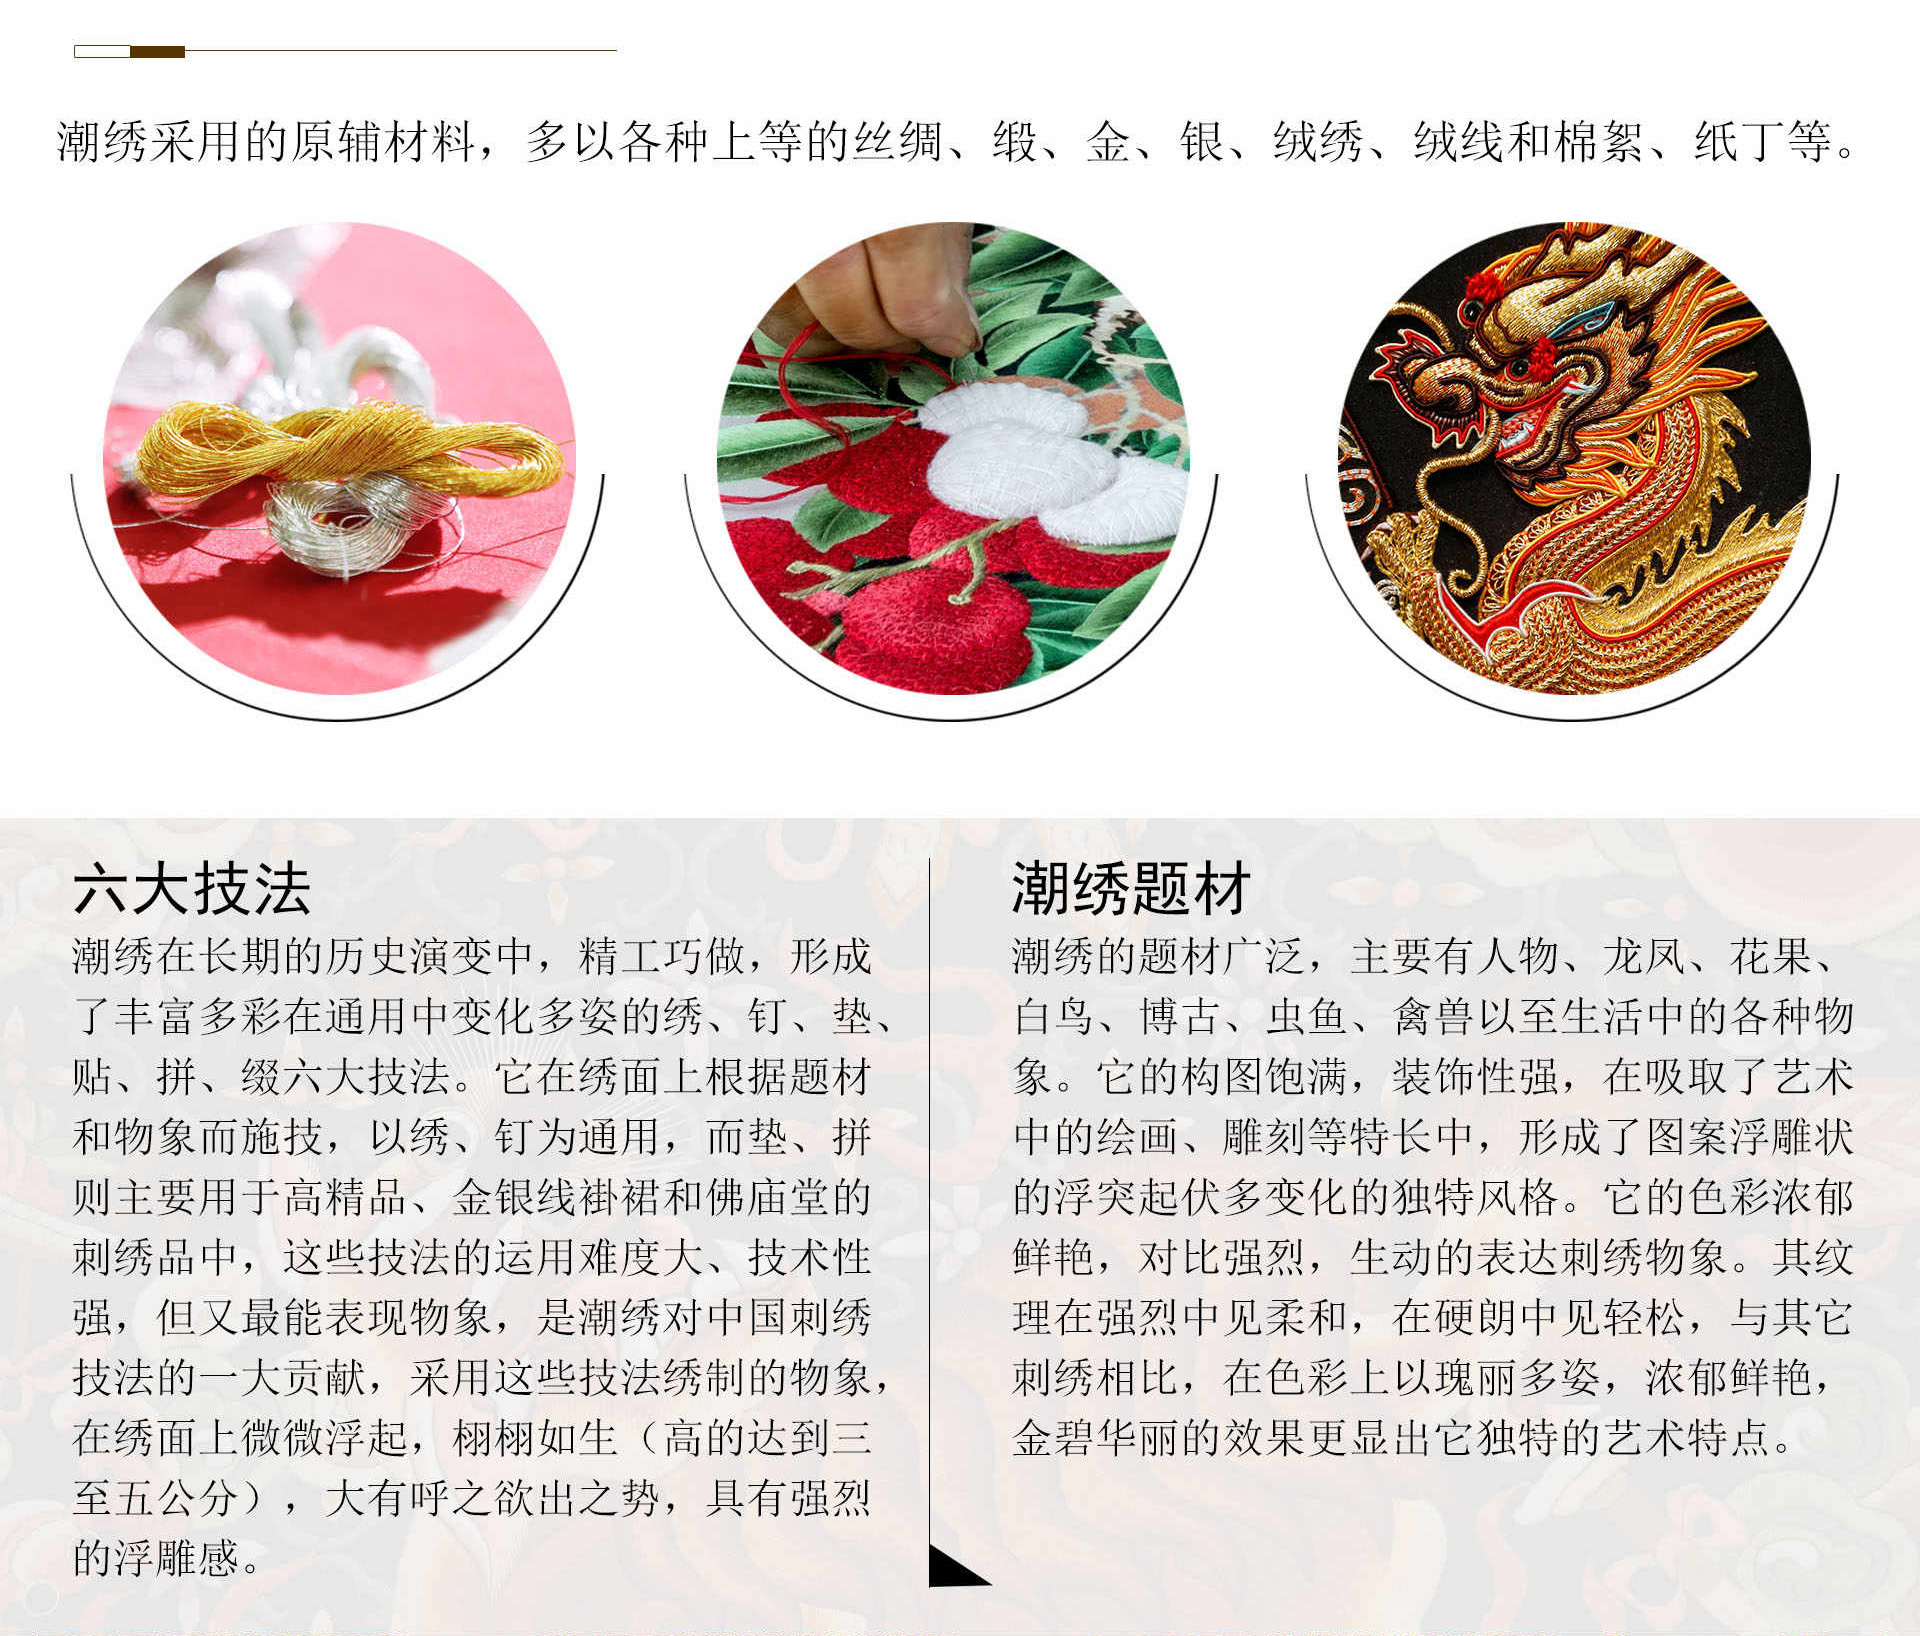 潮绣采用的原辅材料，多以各种上等的丝绸、缎、金、银、绒绣、绒线和棉絮、纸丁等。
六大技法
潮绣在长期的历史演变中，精工巧做，形成
了丰富多彩在通用中变化多姿的绣、钉、垫、
贴、拼、缀六大技法。它在绣面上根据题材
和物象而施技，以绣、钉为通用，而垫、拼
则主要用于高精品、金银线褂裙和佛庙堂的
刺绣品中，这些技法的运用难度大、技术性
强，但又最能表现物象，是潮绣对中国刺绣
技法的一大贡献，采用这些技法绣制的物象，
在绣面上微微浮起，栩栩如生（高的达到三
至五公分），大有呼之欲出之势，具有强烈
的浮雕感。
潮绣题材
潮绣的题材广泛，主要有人物、龙凤、花果、
白鸟、博古、虫鱼、禽兽以至生活中的各种物
象。它的构图饱满，装饰性强，在吸取了艺术
中的绘画、雕刻等特长中，形成了图案浮雕状
的浮突起伏多变化的独特风格。它的色彩浓郁
鲜艳，对比强烈，生动的表达刺绣物象。其纹
理在强烈中见柔和，在硬朗中见轻松，与其它
刺绣相比，在色彩上以瑰丽多姿，浓郁鲜艳，
金碧华丽的效果更显出它独特的艺术特点。